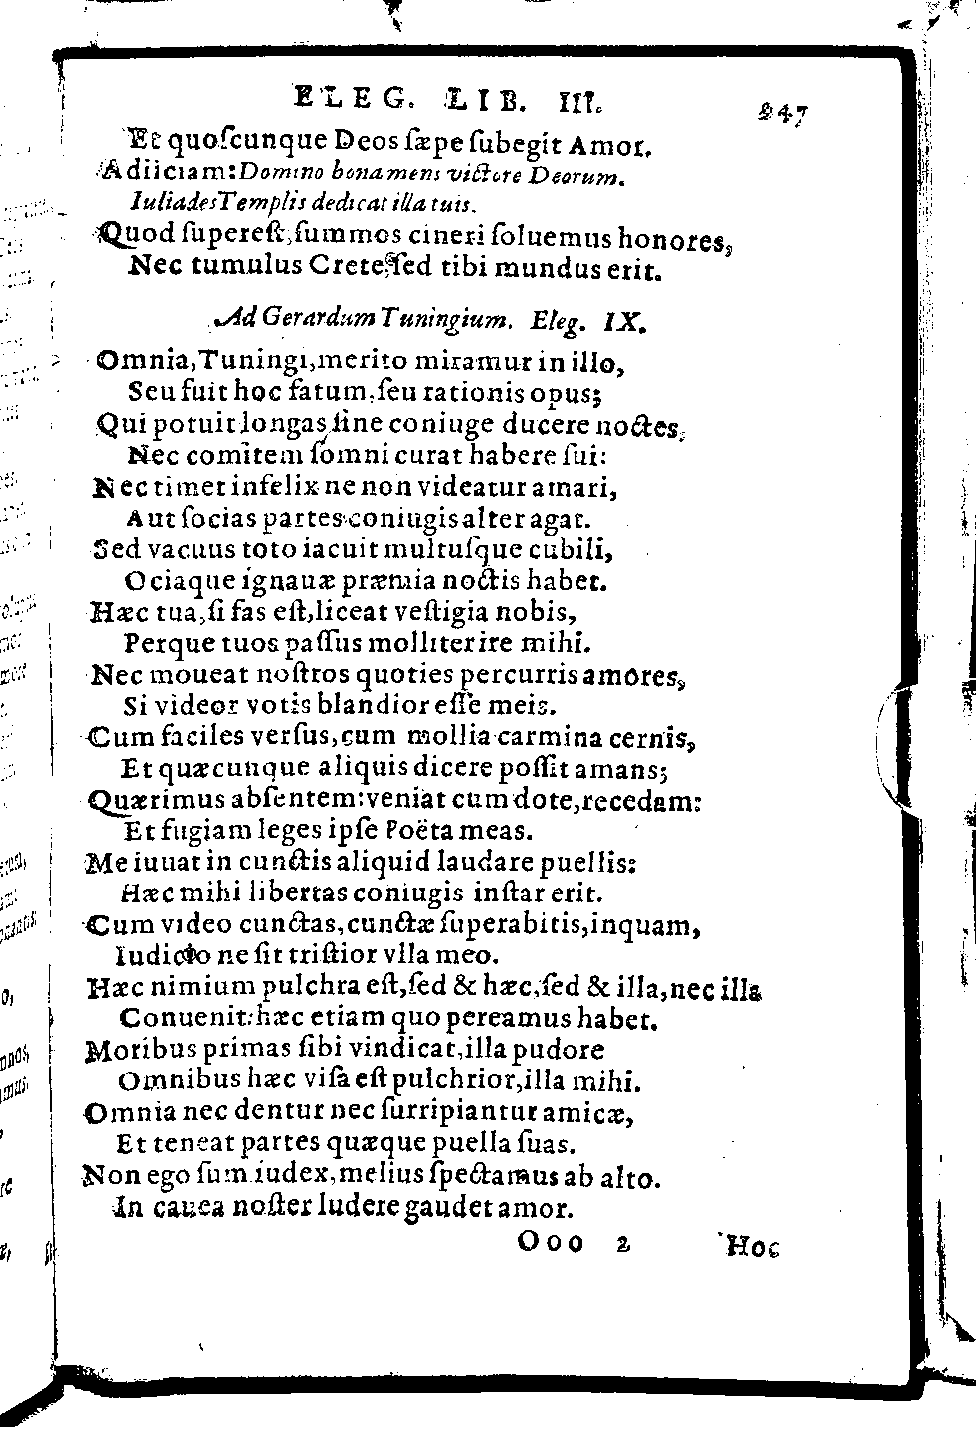 ELEG. LIB. III. 247
Et quoſcunque Deos ſæpe ſubegit Amor.
Adiiciam: Domino bona mens victore Deorum.
Iuliades Templis dedicat illa tuis.
Quod ſupereſt, ſummos cineri ſoluemus honores,
Nec tumulus Crete, ſed tibi mundus erit.
Ad Gerardum Tuningium. Eleg. IX.
Omnia, Tuningi, merito miramur in illo,
Seu fuit hoc fatum, ſeu rationis opus;
Qui potuit longas ſine coniuge ducere noctes,
Nec comitem ſomni curat habere ſui:
Nec timet infelix ne non videatur amari,
Aut ſocias partes coniugis alter agat.
Sed vacuus toto iacuit multuſque cubili,
Ociaque ignauæ præmia noctis habet.
Hæc tua, ſi fas eſt, liceat veſtigia nobis,
Perque tuos paſſus molliter ire mihi.
Nec moueat noſtros quoties percurris amores,
Si videor votis blandior eſſe meis.
Cum faciles verſus, cum mollia carmina cernis,
Et quæcunque aliquis dicere poſſit amans;
Quærimus abſentem: veniat cum dote, recedam:
Et fugiam leges ipſe Poëta meas.
Me iuuat in cunctis aliquid laudare puellis:
Hæc mihi libertas coniugis inſtar erit.
Cum video cunctas, cunctæ ſuperabitis, inquam,
Iudicio ne ſit triſtior vlla meo.
Hæc nimium pulchra eſt, ſed & hæc, ſed & illa, nec illa
Conuenit: hæc etiam quo pereamus habet.
Moribus primas ſibi vindicat, illa pudore
Omnibus hæc viſa eſt pulchrior, illa mihi.
Omnia nec dentur nec ſurripiantur amicæ,
Et teneat partes quæque puella ſuas.
Non ego ſum iudex, melius ſpectamus ab alto.
In cauea noſter ludere gaudet amor.
Ooo 2 Hoc